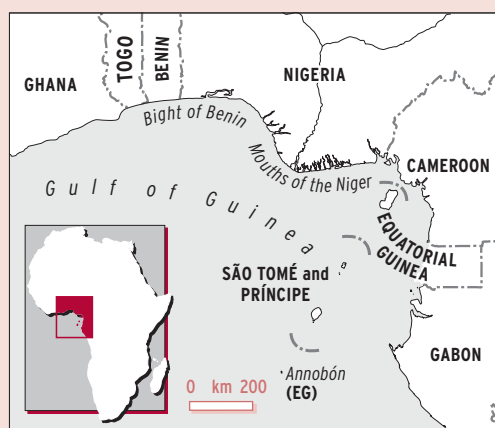 GHANA
TOGO
BENIN
NIGERIA
Bight of Benin
Mouths of the Niger
CAMEROON
Gulf of Guinea
EQUATORIAL
GUINEA
SÃO TOMÉ and
PRÍNCIPE
GABON
Annobón
(EG)
0 km 200